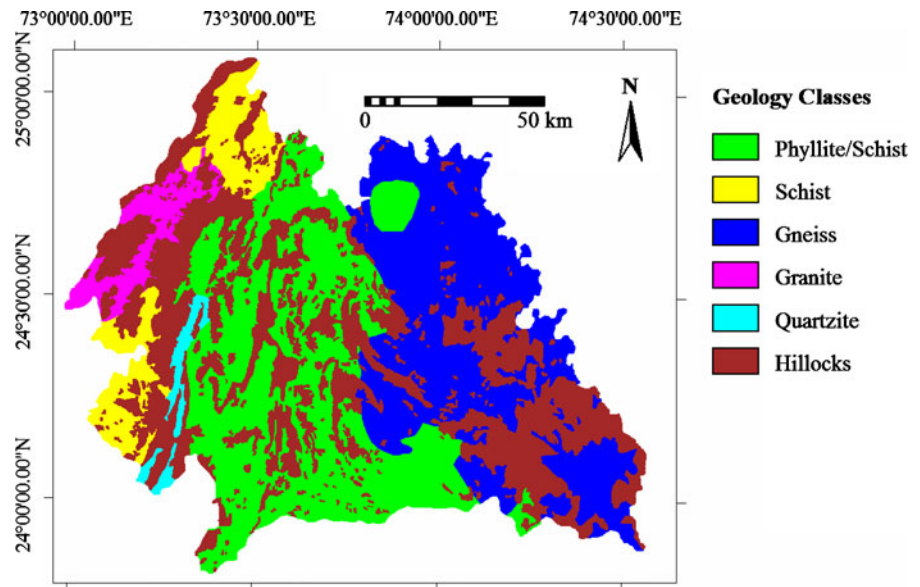 73°00'00.00"E 73°30'00.00"E 74°00'00.00"E 74°30'00.00"E
25°00'00.00"N
24°30'00.00"N
24°00'00.00"N
0 50 km
N
Geology Classes
Phyllite/Schist
Schist
Gneiss
Granite
Quartzite
Hillocks